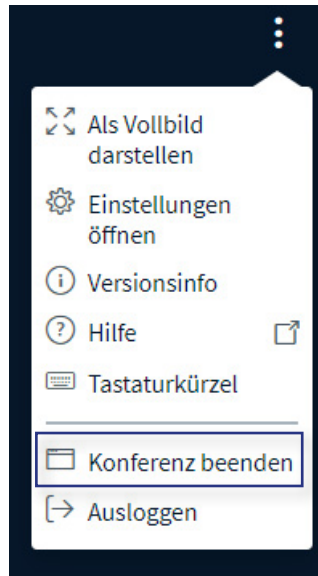 Als Vollbild
darstellen
Einstellungen
öffnen
Versionsinfo
Hilfe
Tastaturkürzel
Konferenz beenden
Ausloggen